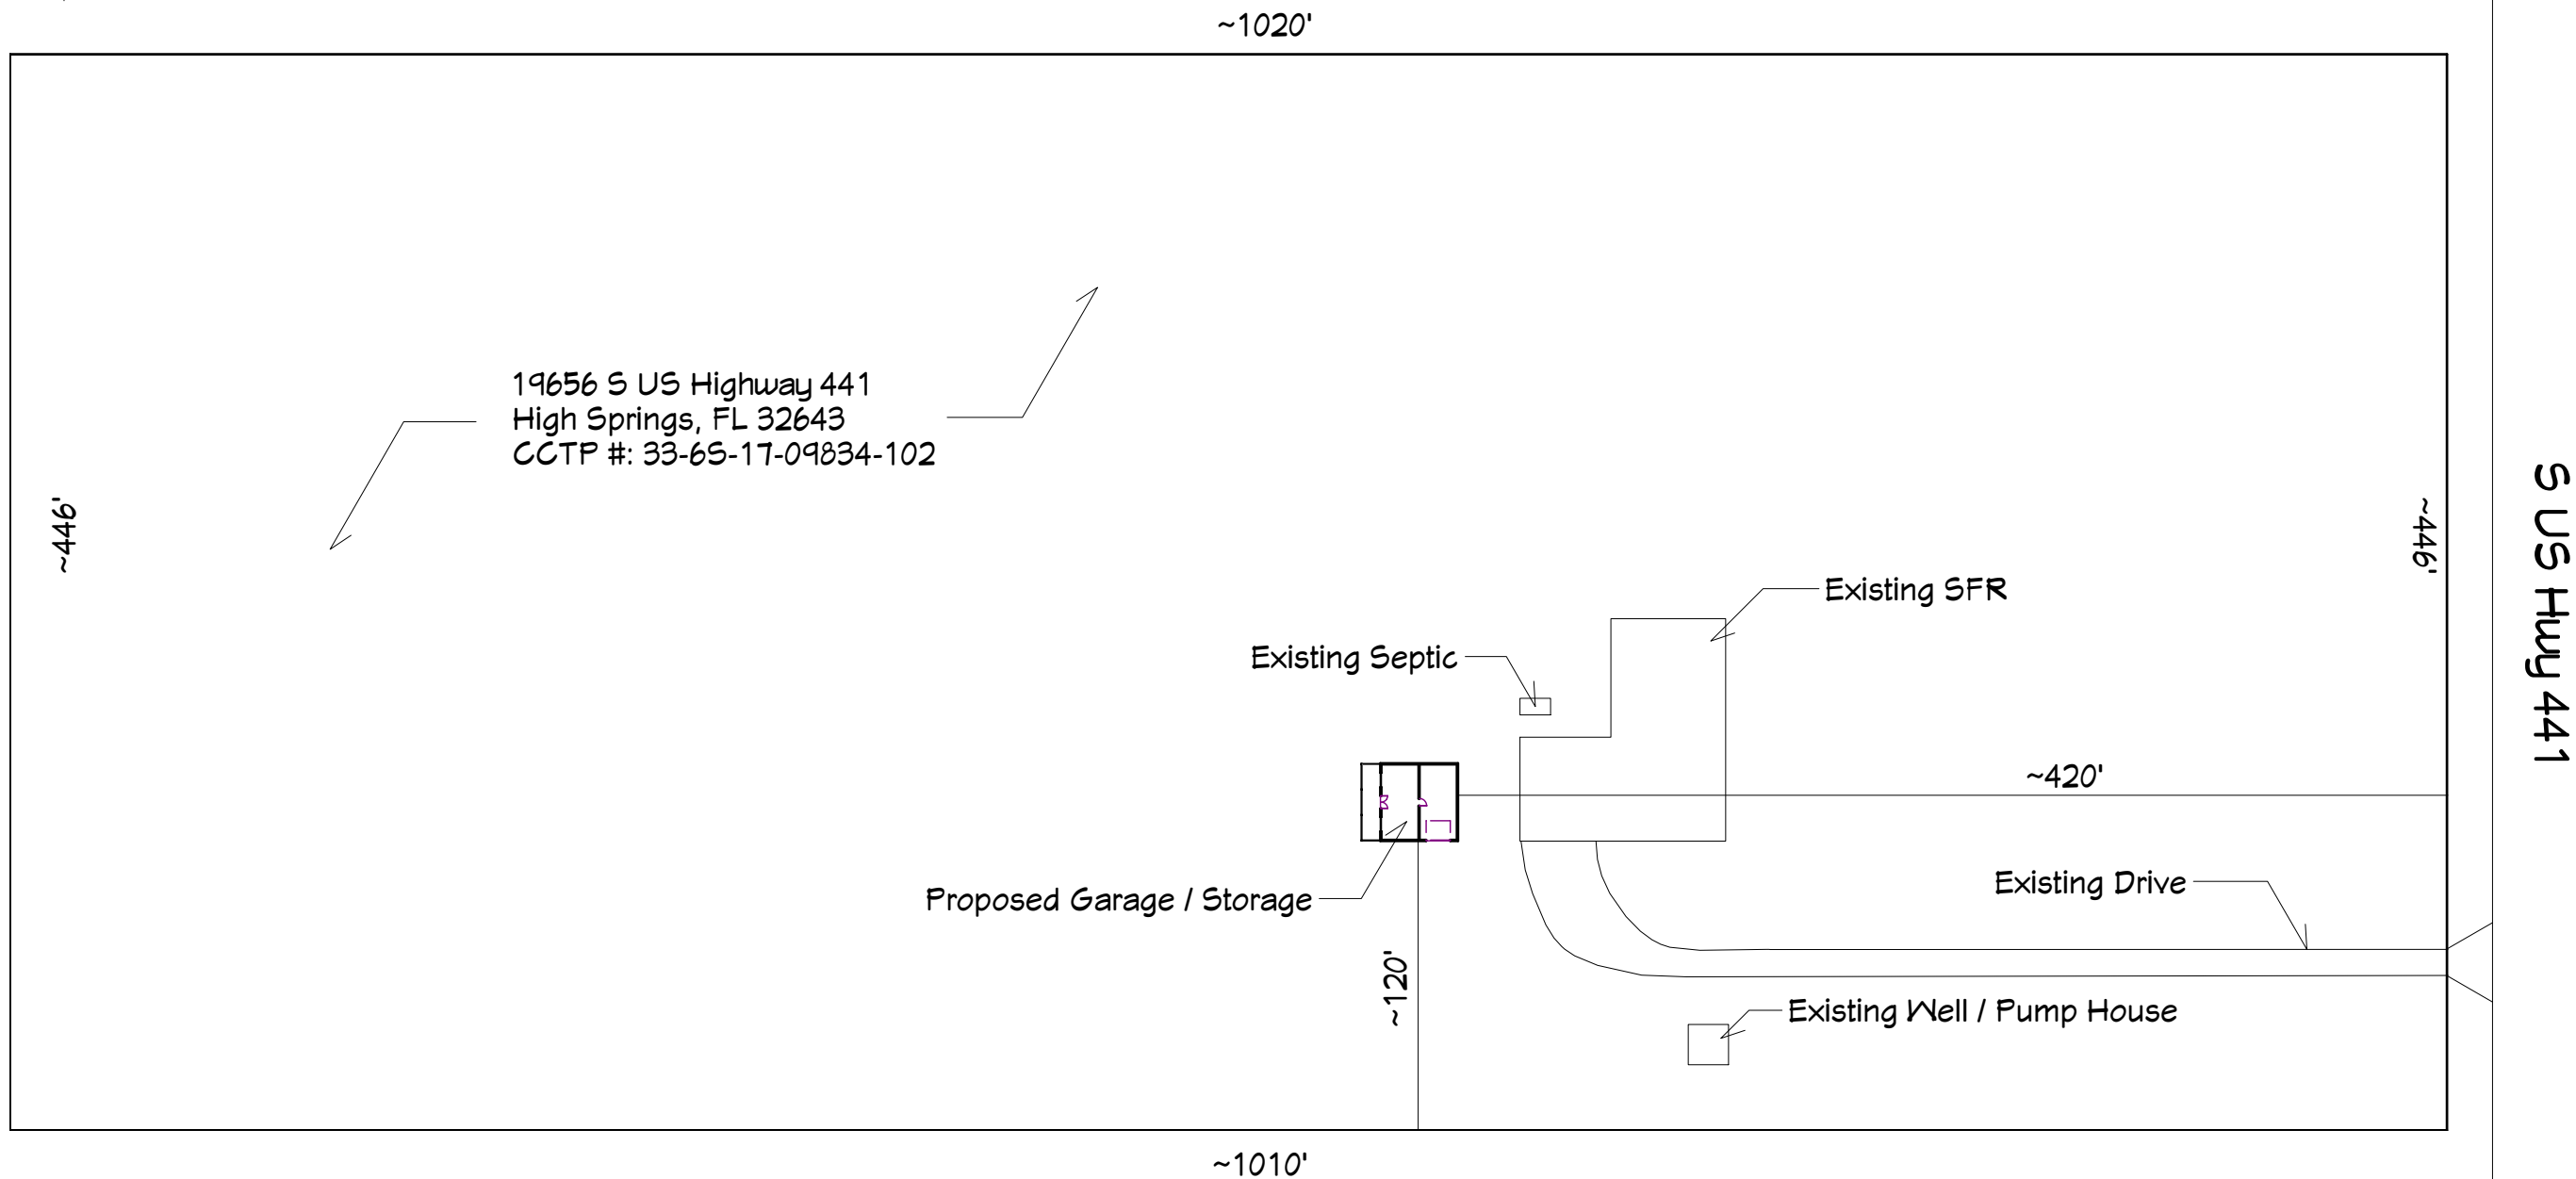 ~1020'
19656 S US Highway 441
High Springs, FL 32643
CCTP #: 33-6S-17-09834-102
~446'
~446'
S US Hwy 441
Existing SFR
Existing Septic
~420'
Existing Drive
Proposed Garage / Storage
~120'
Existing Well / Pump House
~1010'